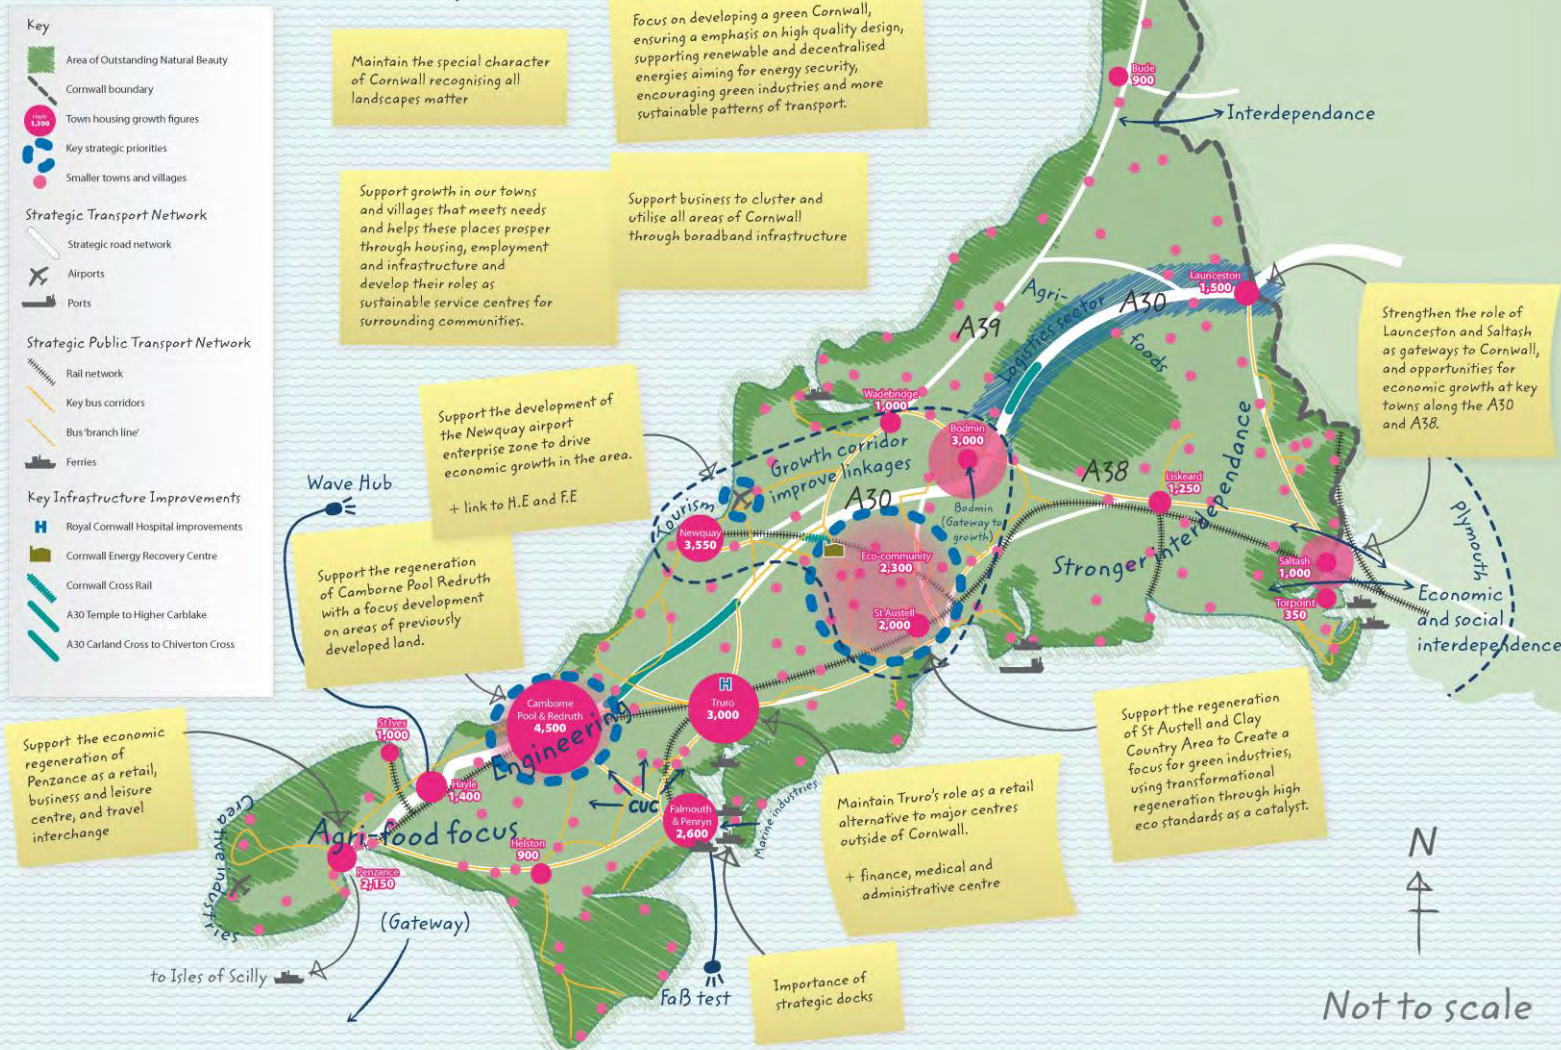 Key
Area of Outstanding Natural Beauty
Cornwall boundary
Town housing growth figures
Key strategic priorities
Smaller towns and villages
Strategic Transport Network
Strategic road network
Airports
Ports
Strategic Public Transport Network
Rail network
Key bus corridors
Bus 'branch line'
Ferries
Key Infrastructure Improvements
H
Royal Cornwall Hospital improvements
Cornwall Energy Recovery Centre
Cornwall Cross Rail
A30 Temple to Higher Carblake
A30 Carland Cross to Chiverton Cross
Maintain the special character
of Cornwall recognising all
landscapes matter
Focus on developing a green Cornwall,
ensuring a emphasis on high quality design,
supporting renewable and decentralised
energies aiming for energy security,
encouraging green industries and more
sustainable patterns of transport.
Support growth in our towns
and villages that meets needs
and helps these places prosper
through housing, employment
and infrastructure and
develop their roles as
sustainable service centres for
surrounding communities.
Support business to cluster and
utilise all areas of Cornwall
through boradband infrastructure
Bude
900
Interdependance
Launceston
1,500
Agri-
foods
Logistics sector
A30
A39
Strengthen the role of
Launceston and Saltash
as gateways to Cornwall,
and opportunities for
economic growth at key
towns along the A30
and A38.
Support the development of
the Newquay airport
enterprise zone to drive
economic growth in the area.
+ link to H.E and F.E
Wadebridge
1,000
Bodmin
3,000
Growth corridor
improve linkages
A30
A38
Liskeard
1,250
Bodmin
(Gateway to
growth)
Tourism
Newquay
3,550
Wave Hub
Eco-community
2,300
St Austell
2,000
Stronger interdependance
Saltash
1,000
Torpoint
350
Plymouth
Economic
and social
interdependence
Support the regeneration
of Camborne Pool Redruth
with a focus development
on areas of previously
developed land.
Camborne
Pool & Redruth
4,500
Engineering
H
Truro
3,000
Support the regeneration
of St Austell and Clay
Country Area to Create a
focus for green industries,
using transformational
regeneration through high
eco standards as a catalyst.
Support the economic
regeneration of
Penzance as a retail,
business and leisure
centre, and travel
interchange
St Ives
1,000
Hayle
1,400
CUC
Falmouth
& Penryn
2,600
Marine industries
Maintain Truro's role as a retail
alternative to major centres
outside of Cornwall.
+ finance, medical and
administrative centre
Creative industries
Agri-food focus
Helston
900
Penzance
2,150
(Gateway)
to Isles of Scilly
FaB test
Importance of
strategic docks
N
Not to scale